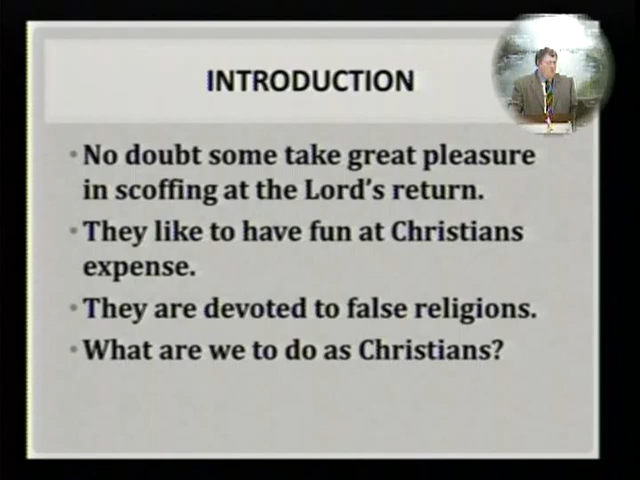 INTRODUCTION
• No doubt some take great pleasure
in scoffing at the Lord's return.
• They like to have fun at Christians
expense.
• They are devoted to false religions.
• What are we to do as Christians?